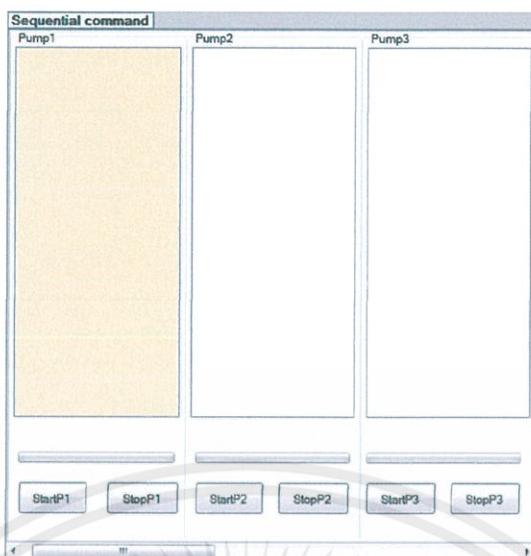 Sequential command
Pump1 Pump2 Pump3
StartP1 StopP1 StartP2 StopP2 StartP3 StopP3